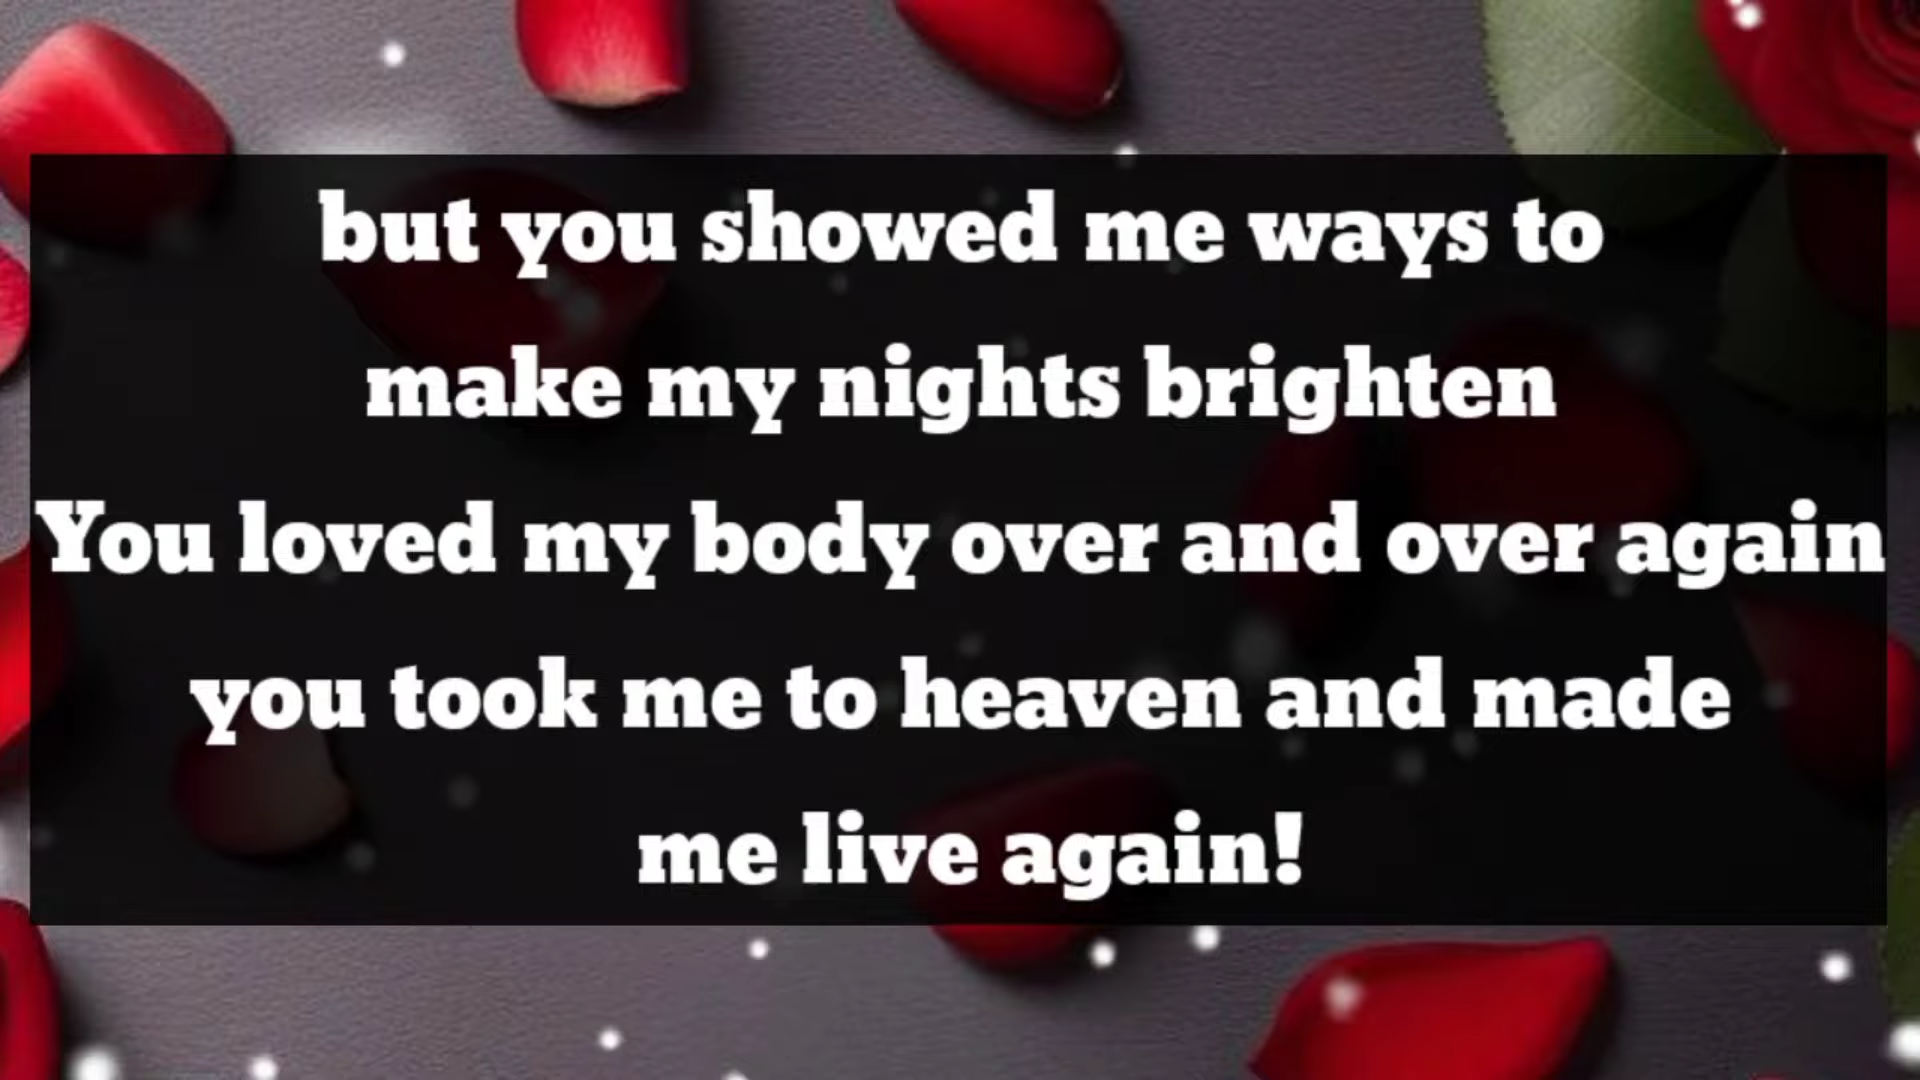 but you showed me ways to
make my nights brighten
You loved my body over and over again
you took me to heaven and made
me live again!